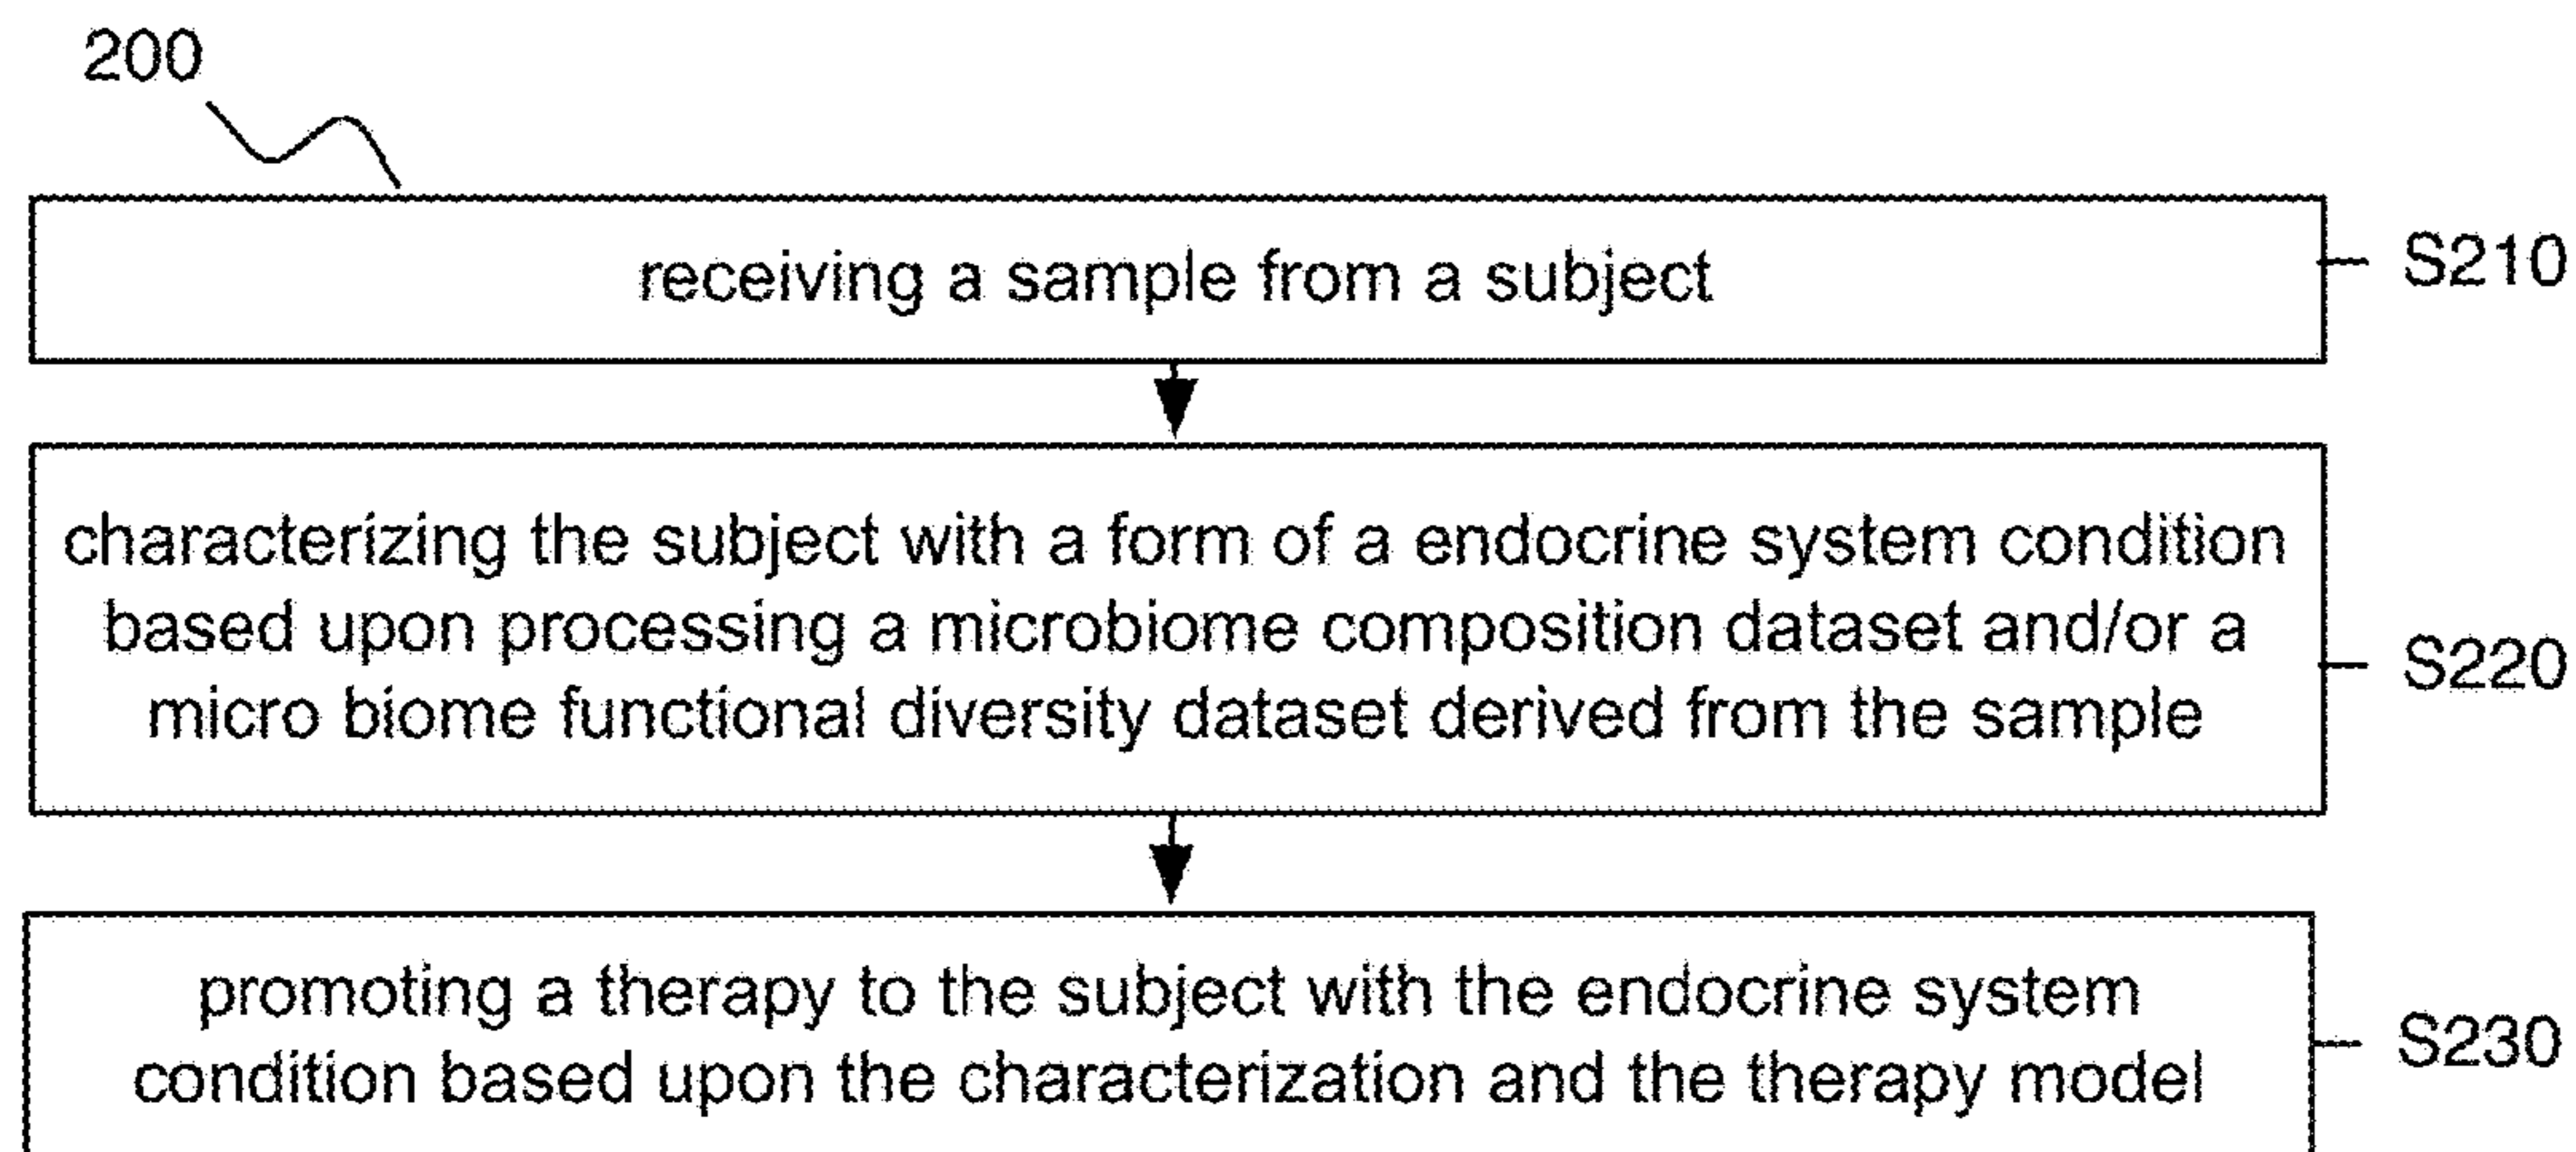 200
receiving a sample from a subject
S210
characterizing the subject with a form of a endocrine system condition
based upon processing a microbiome composition dataset and/or a
micro biome functional diversity dataset derived from the sample
S220
promoting a therapy to the subject with the endocrine system
condition based upon the characterization and the therapy model
S230